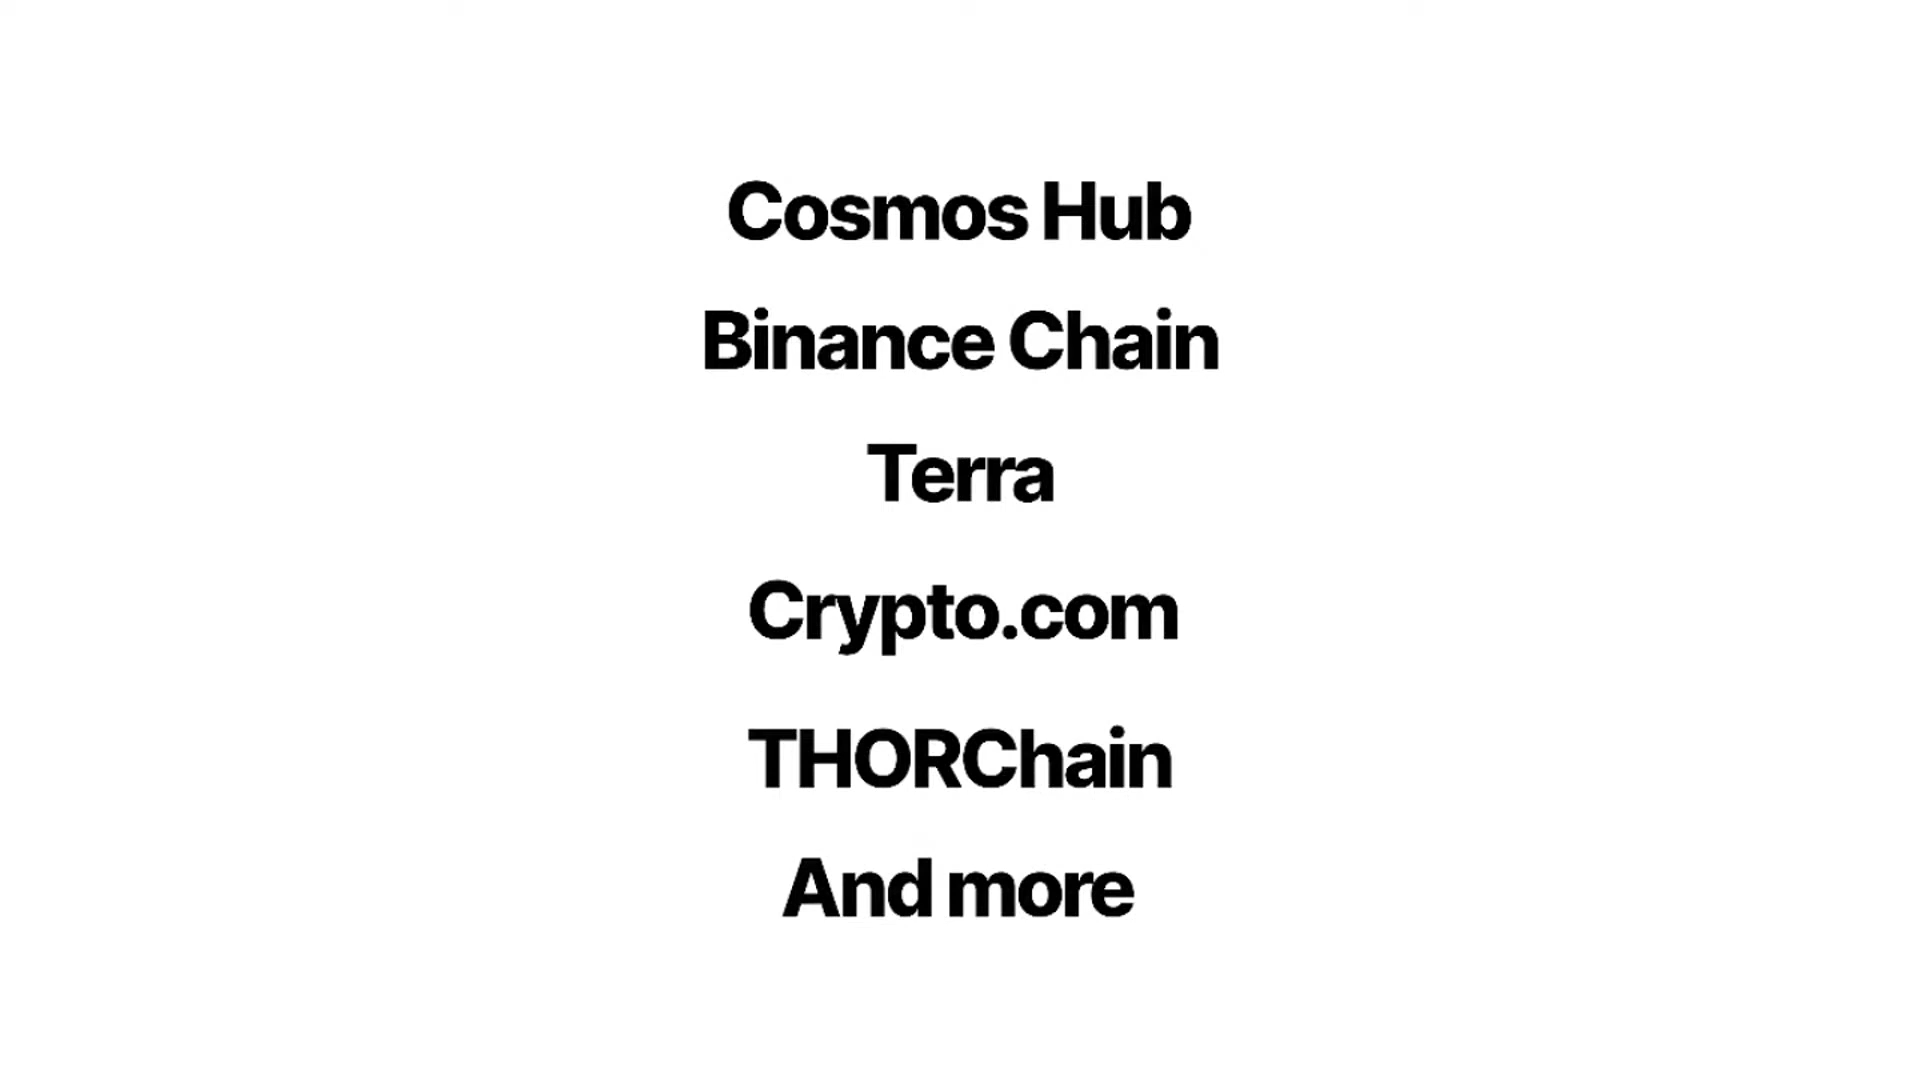 Cosmos Hub
Binance Chain
Terra
Crypto.com
THORChain
And more